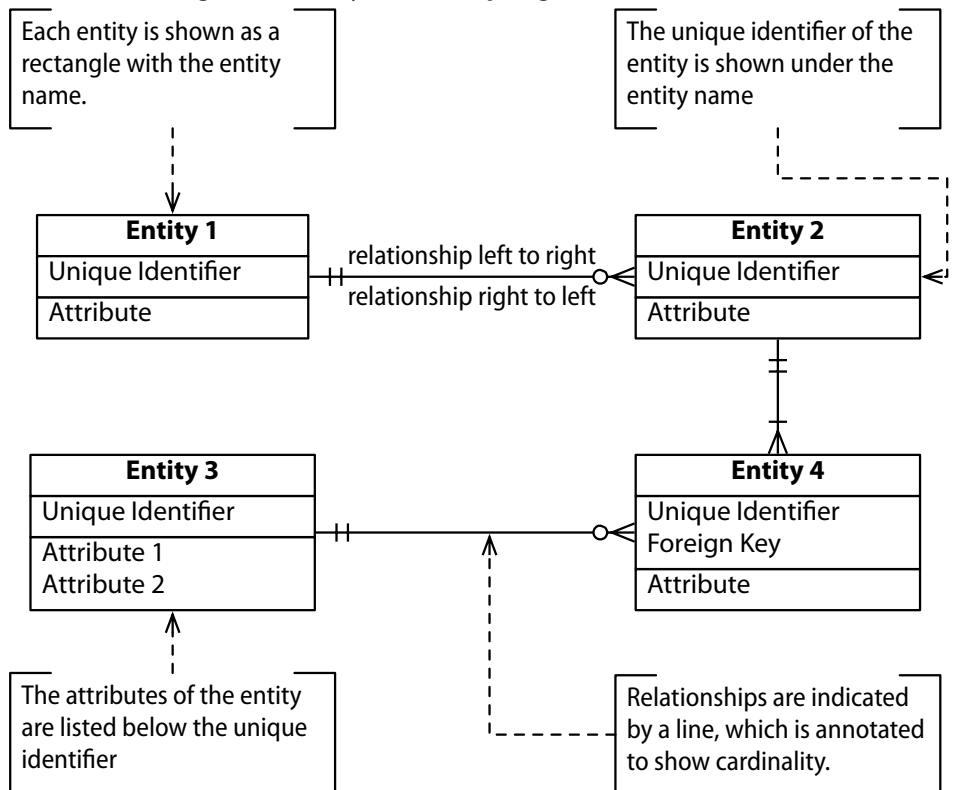 Each entity is shown as a
rectangle with the entity
name.
The unique identifier of the
entity is shown under the
entity name
Entity 1
Unique Identifier
Attribute
relationship left to right
relationship right to left
Entity 2
Unique Identifier
Attribute
Entity 3
Unique Identifier
Attribute 1
Attribute 2
Entity 4
Unique Identifier
Foreign Key
Attribute
The attributes of the entity
are listed below the unique
identifier
Relationships are indicated
by a line, which is annotated
to show cardinality.